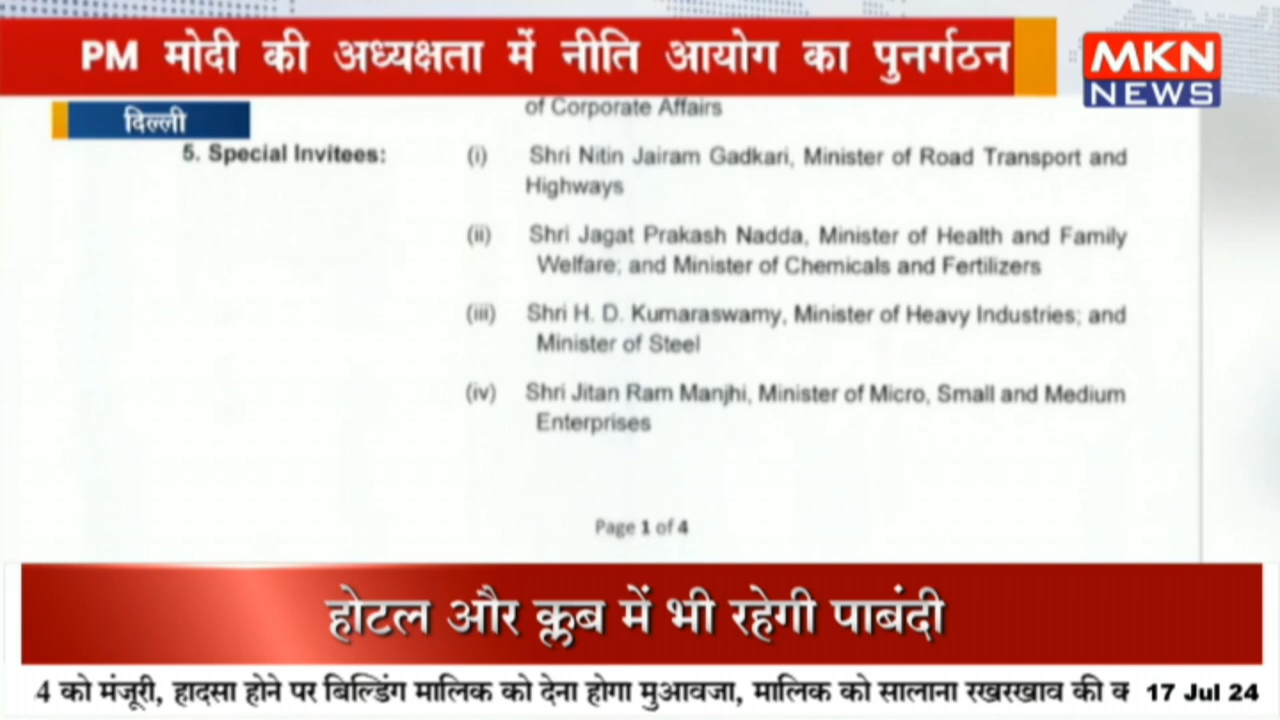 PM मोदी की अध्यक्षता में नीति आयोग का पुनर्गठन
MKN
NEWS
दिल्ली
of Corporate Affairs
5. Special Invitees:
(i) Shri Nitin Jairam Gadkari, Minister of Road Transport and
Highways
(ii) Shri Jagat Prakash Nadda, Minister of Health and Family
Welfare; and Minister of Chemicals and Fertilizers
(iii) Shri H. D. Kumaraswamy, Minister of Heavy Industries; and
Minister of Steel
(iv) Shri Jitan Ram Manjhi, Minister of Micro, Small and Medium
Enterprises
Page 1 of 4
होटल और क्लब में भी रहेगी पाबंदी
4 को मंजूरी, हादसा होने पर बिल्डिंग मालिक को देना होगा मुआवजा, मालिक को सालाना रखरखाव की
17 Jul 24